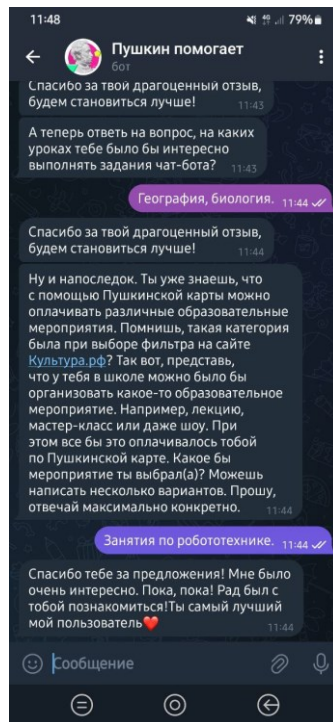 11:48
79%
Пушкин помогает
бот
Спасибо за твой драгоценный отзыв,
будем становиться лучше!
11:43
А теперь ответь на вопрос, на каких
уроках тебе было бы интересно
выполнять задания чат-бота?
11:43
География, биология.
11:44
Спасибо за твой драгоценный отзыв,
будем становиться лучше!
11:44
Ну и напоследок. Ты уже знаешь, что
с помощью Пушкинской карты можно
оплачивать различные образовательные
мероприятия. Помнишь, такая категория
была при выборе фильтра на сайте
Культура.рф? Так вот, представь,
что у тебя в школе можно было бы
организовать какое-то образовательное
мероприятие. Например, лекцию,
мастер-класс или даже шоу. При
этом все бы это оплачивалось тобой
по Пушкинской карте. Какое бы
мероприятие ты выбрал(а)? Можешь
написать несколько вариантов. Прошу,
отвечай максимально конкретно.
11:44
Занятия по робототехнике.
11:44
Спасибо тебе за предложения! Мне было
очень интересно. Пока, пока! Рад был с
тобой познакомиться!Ты самый лучший
мой пользователь❤️
11:44
Сообщение